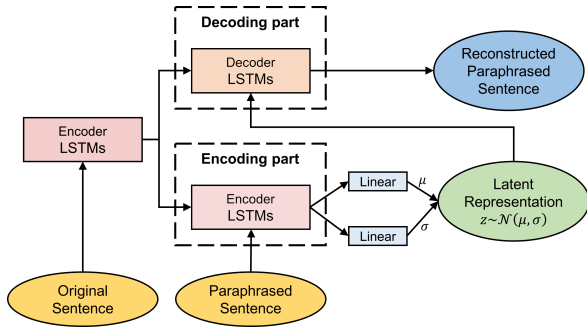 Decoding part
Decoder
LSTMs
Reconstructed
Paraphrased
Sentence
Encoder
LSTMs
Encoding part
Encoder
LSTMs
Linear
μ
Linear
σ
Latent
Representation
z~𝒩(μ, σ)
Original
Sentence
Paraphrased
Sentence